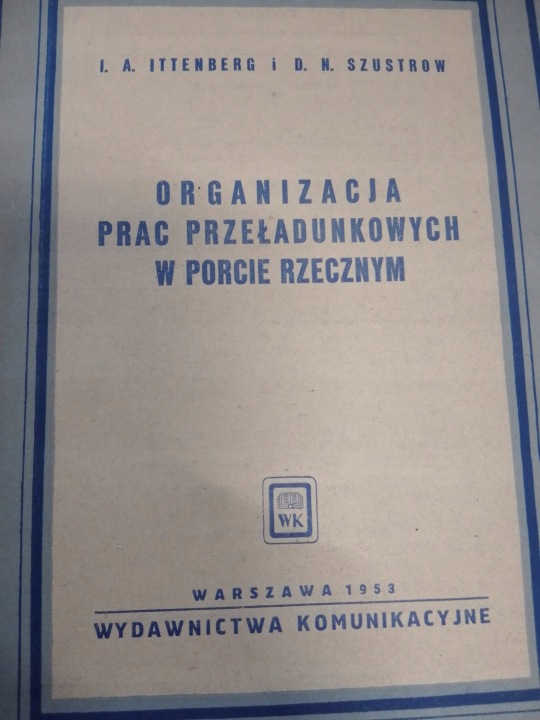 I. A. ITTENBERG i D. N. SZUSTROW
ORGANIZACJA
PRAC PRZEŁADUNKOWYCH
W PORCIE RZECZNYM
WK
WARSZAWA 1953
WYDAWNICTWA KOMUNIKACYJNE